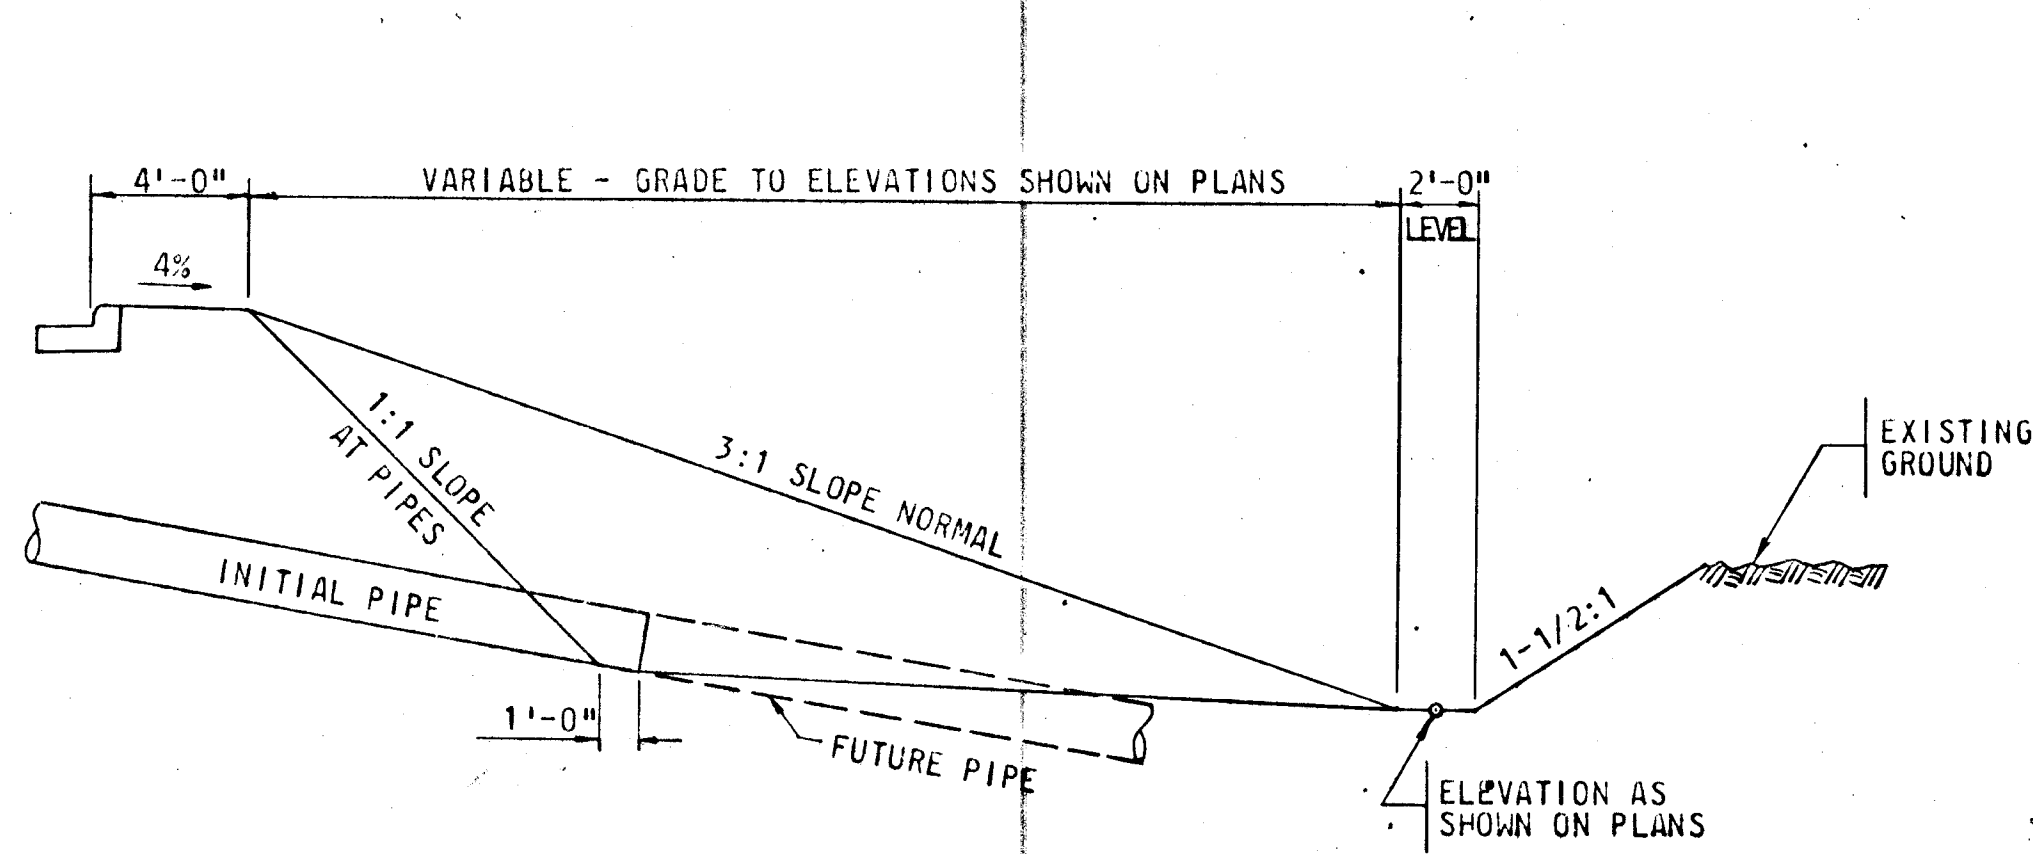 4'-0"
VARIABLE - GRADE TO ELEVATIONS SHOWN ON PLANS
2'-0"
LEVEL
4%
1:1 SLOPE
AT PIPES
3:1 SLOPE NORMAL
EXISTING
GROUND
INITIAL PIPE
1-1/2:1
1'-0"
FUTURE PIPE
ELEVATION AS
SHOWN ON PLANS